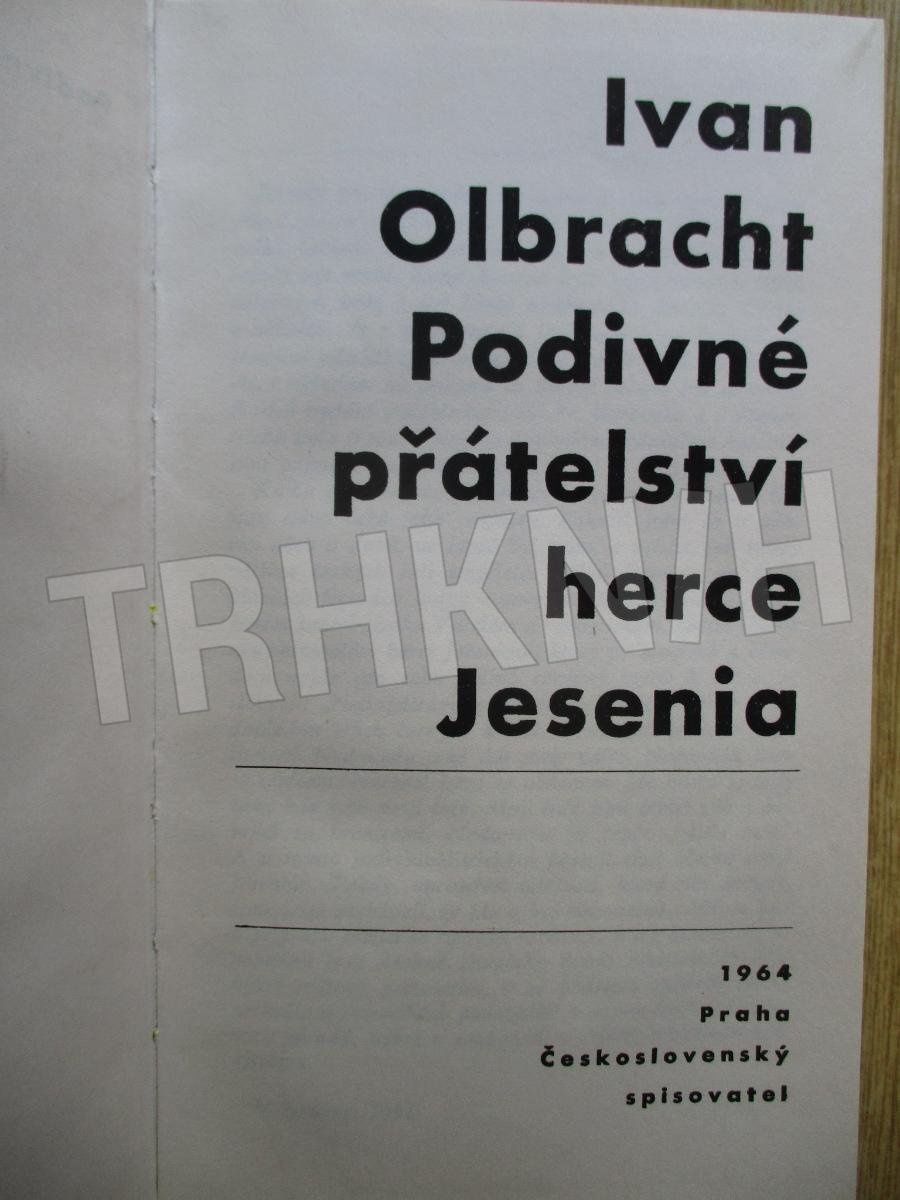 Ivan
Olbracht
Podivné
přátelství
herce
Jesenia
TRHKNIH
1964
Praha
Československý
spisovatel